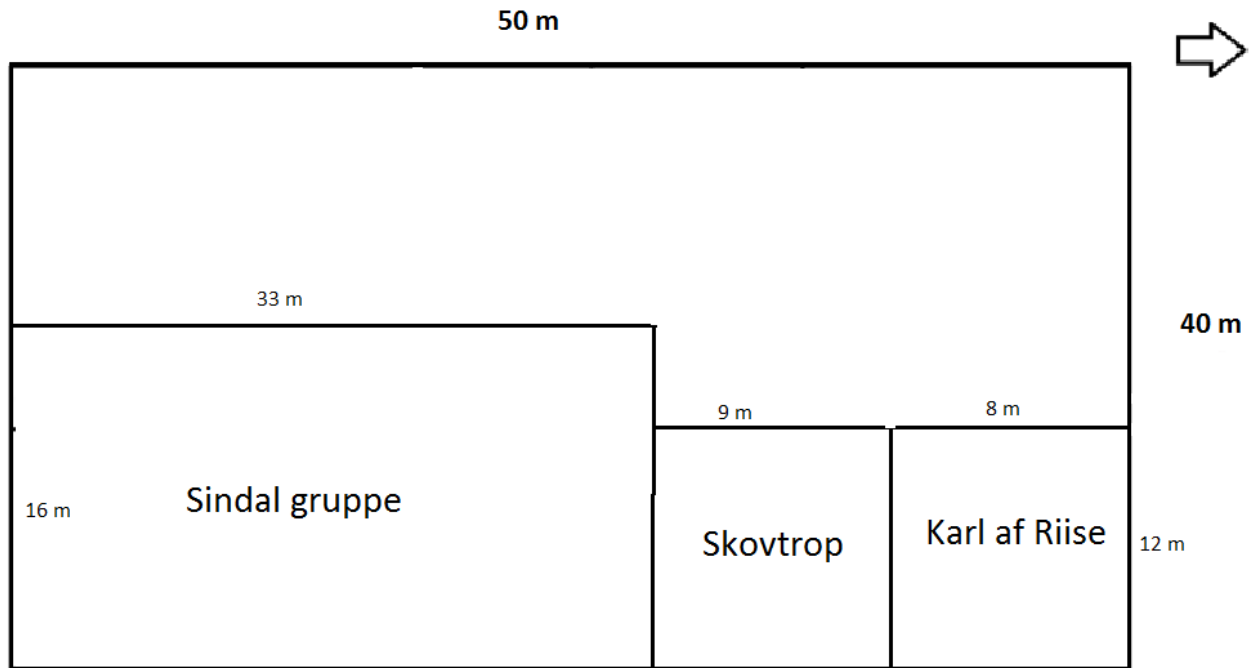 50 m
33 m
40 m
9 m
8 m
16 m
Sindal gruppe
Skovtrop
Karl af Riise
12 m